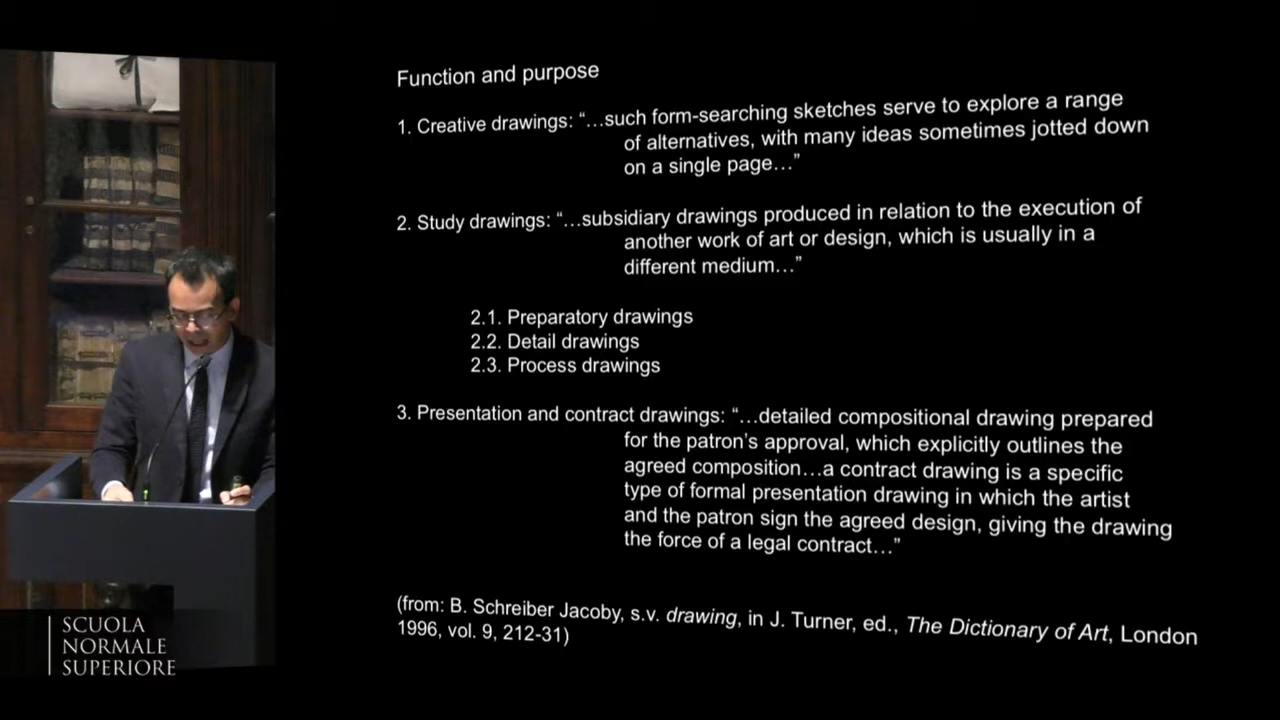 Function and purpose
1. Creative drawings: “…such form-searching sketches serve to explore a range
of alternatives, with many ideas sometimes jotted down
on a single page…”
2. Study drawings: “…subsidiary drawings produced in relation to the execution of
another work of art or design, which is usually in a
different medium…”
2.1. Preparatory drawings
2.2. Detail drawings
2.3. Process drawings
3. Presentation and contract drawings: “…detailed compositional drawing prepared
for the patron’s approval, which explicitly outlines the
agreed composition…a contract drawing is a specific
type of formal presentation drawing in which the artist
and the patron sign the agreed design, giving the drawing
the force of a legal contract…”
(from: B. Schreiber Jacoby, s.v. drawing, in J. Turner, ed., The Dictionary of Art, London
1996, vol. 9, 212-31)
SCUOLA
NORMALE
SUPERIORE